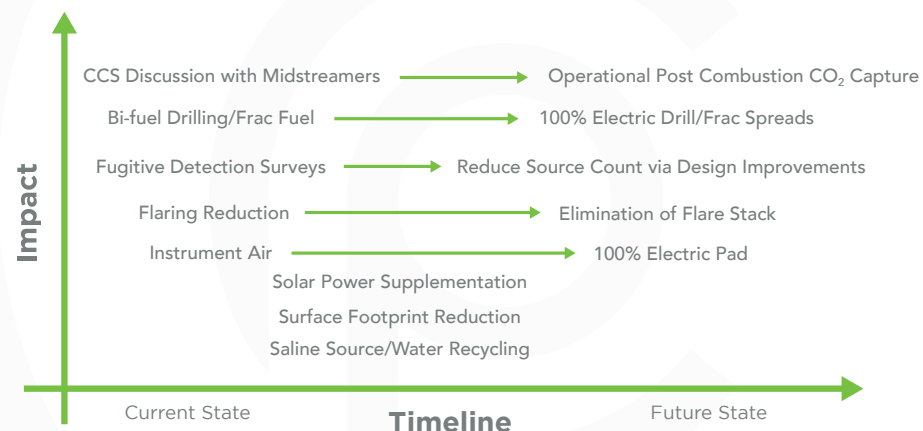 CCS Discussion with Midstreamers
Operational Post Combustion CO₂ Capture
Bi-fuel Drilling/Frac Fuel
100% Electric Drill/Frac Spreads
Fugitive Detection Surveys
Reduce Source Count via Design Improvements
Flaring Reduction
Elimination of Flare Stack
Instrument Air
100% Electric Pad
Solar Power Supplementation
Surface Footprint Reduction
Saline Source/Water Recycling
Impact
Current State
Timeline
Future State